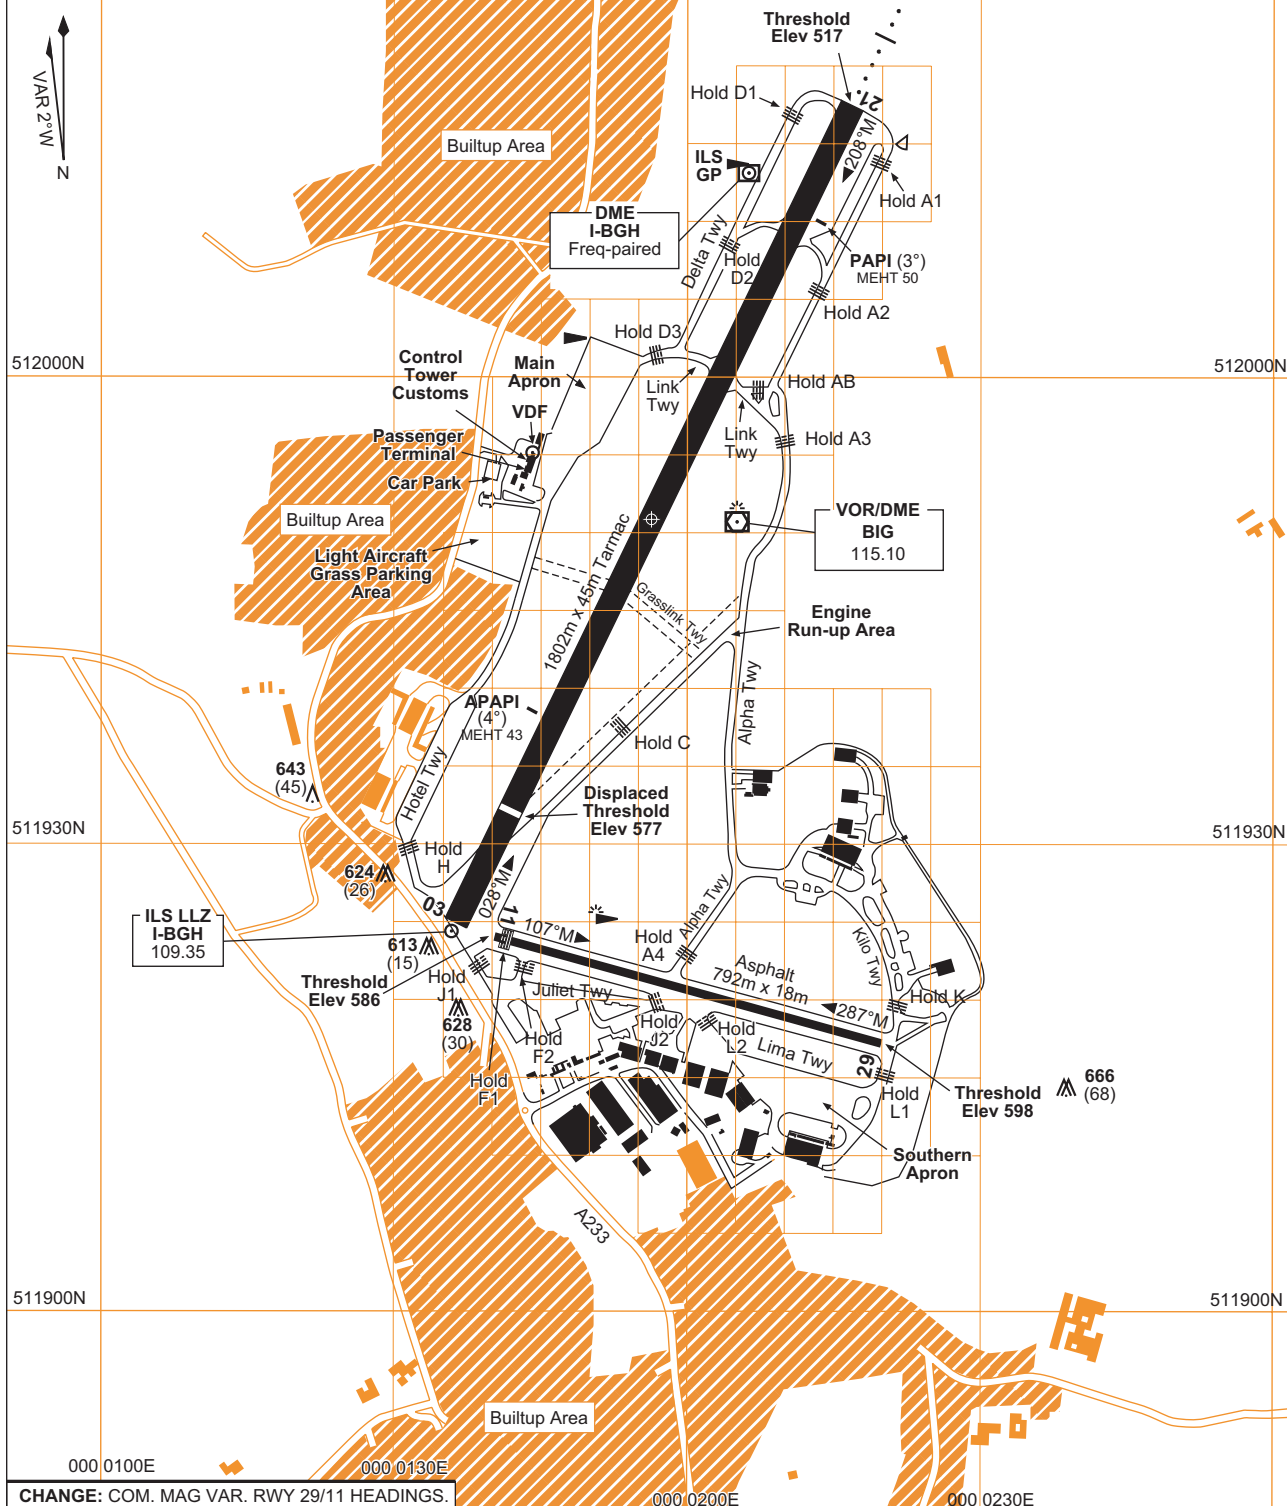 Threshold
Elev 517
VAR 2°W
N
Hold D1
21
208°M
Builtup Area
ILS
GP
Hold A1
DME
I-BGH
Freq-paired
Delta Twy
Hold
D2
PAPI (3°)
MEHT 50
Hold A2
Hold D3
Control
Tower
Customs
Main
Apron
512000N
512000N
Link
Twy
Hold AB
VDF
Passenger
Terminal
Link
Twy
Hold A3
Car Park
Builtup Area
VOR/DME
BIG
115.10
Light Aircraft
Grass Parking
Area
1802m x 45m Tarmac
Grasslink Twy
Engine
Run-up Area
Alpha Twy
APAPI
(4°)
MEHT 43
Hold C
643
(45)
Hotel Twy
Displaced
Threshold
Elev 577
511930N
511930N
Hold
H
624
(26)
028°M
03
Alpha Twy
ILS LLZ
I-BGH
109.35
11
107°M
Hold
A4
613
(15)
Kilo Twy
Asphalt
792m x 18m
Threshold
Elev 586
Hold
J1
Juliet Twy
Hold K
287°M
628
(30)
Hold
F2
Hold
J2
Hold
L2
Lima Twy
29
Hold
F1
Hold
L1
Threshold
Elev 598
666
(68)
Southern
Apron
A233
511900N
511900N
Builtup Area
000 0100E
000 0130E
000 0200E
000 0230E
CHANGE: COM. MAG VAR. RWY 29/11 HEADINGS.